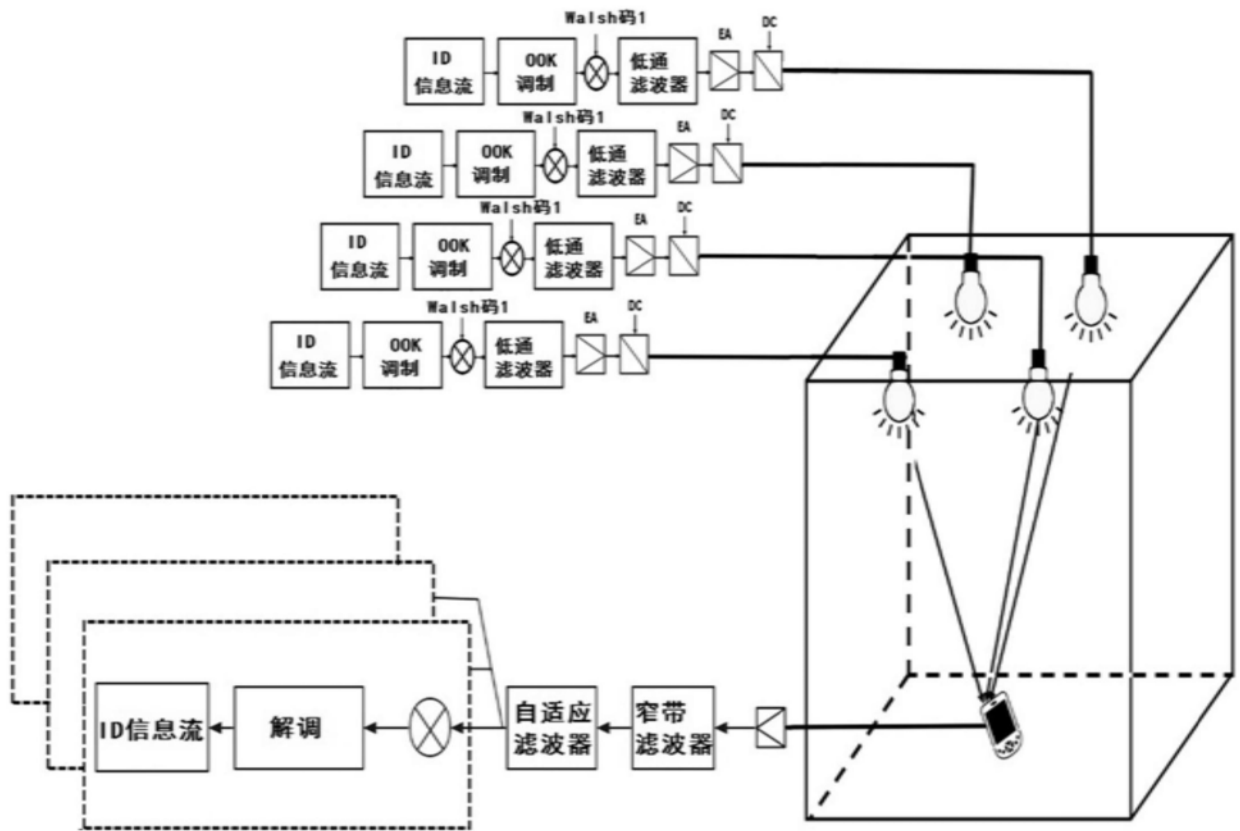 Walsh码1
EA
DC
ID
信息流
OOK
调制
低通
滤波器
Walsh码1
EA
DC
ID
信息流
OOK
调制
低通
滤波器
Walsh码1
EA
DC
ID
信息流
OOK
调制
低通
滤波器
Walsh码1
EA
DC
ID
信息流
OOK
调制
低通
滤波器
ID信息流
解调
自适应
滤波器
窄带
滤波器